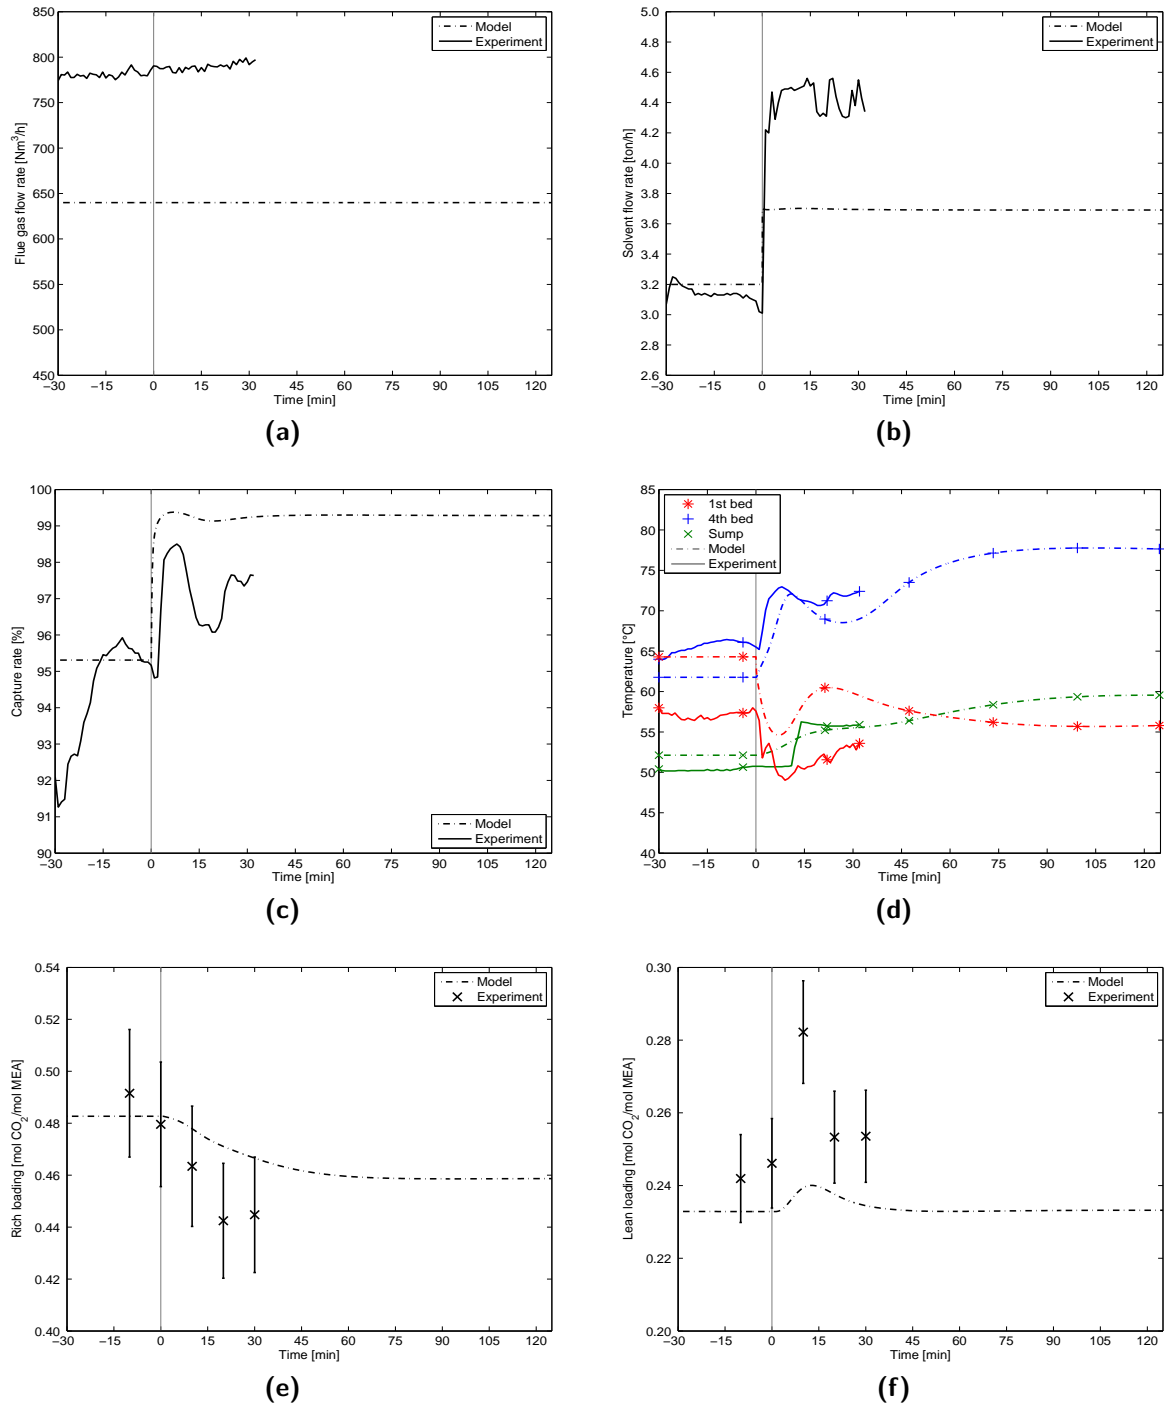 850
800
750
700
650
600
550
500
450
−30 −15 0 15 30 45 60 75 90 105 120
Time [min]
Flue gas flow rate [Nm³/h]
Model
Experiment
(a)
5.0
4.8
4.6
4.4
4.2
4.0
3.8
3.6
3.4
3.2
3.0
2.8
2.6
−30 −15 0 15 30 45 60 75 90 105 120
Time [min]
Solvent flow rate [ton/h]
Model
Experiment
(b)
100
99
98
97
96
95
94
93
92
91
90
−30 −15 0 15 30 45 60 75 90 105 120
Time [min]
Capture rate [%]
Model
Experiment
(c)
85
80
75
70
65
60
55
50
45
40
−30 −15 0 15 30 45 60 75 90 105 120
Time [min]
Temperature [°C]
1st bed
4th bed
Sump
Model
Experiment
(d)
0.54
0.52
0.50
0.48
0.46
0.44
0.42
0.40
−30 −15 0 15 30 45 60 75 90 105 120
Time [min]
Rich loading [mol CO₂/mol MEA]
Model
Experiment
(e)
0.30
0.28
0.26
0.24
0.22
0.20
−30 −15 0 15 30 45 60 75 90 105 120
Time [min]
Lean loading [mol CO₂/mol MEA]
Model
Experiment
(f)